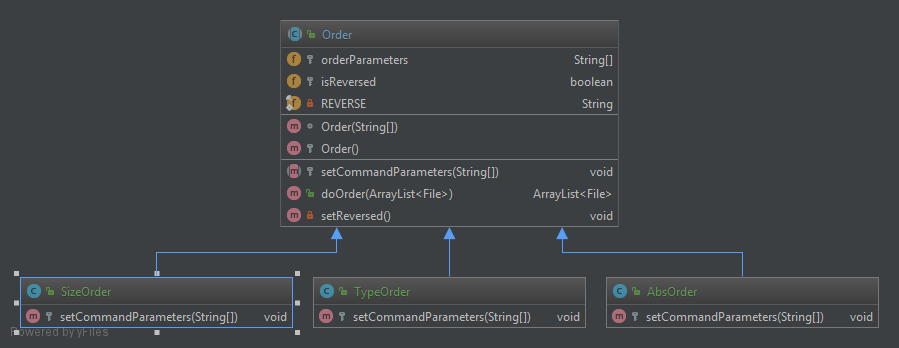 Order
orderParameters String[]
isReversed boolean
REVERSE String
Order(String[])
Order()
setCommandParameters(String[]) void
doOrder(ArrayList<File>) ArrayList<File>
setReversed() void
SizeOrder
setCommandParameters(String[]) void
TypeOrder
setCommandParameters(String[]) void
AbsOrder
setCommandParameters(String[]) void
Powered by yFiles